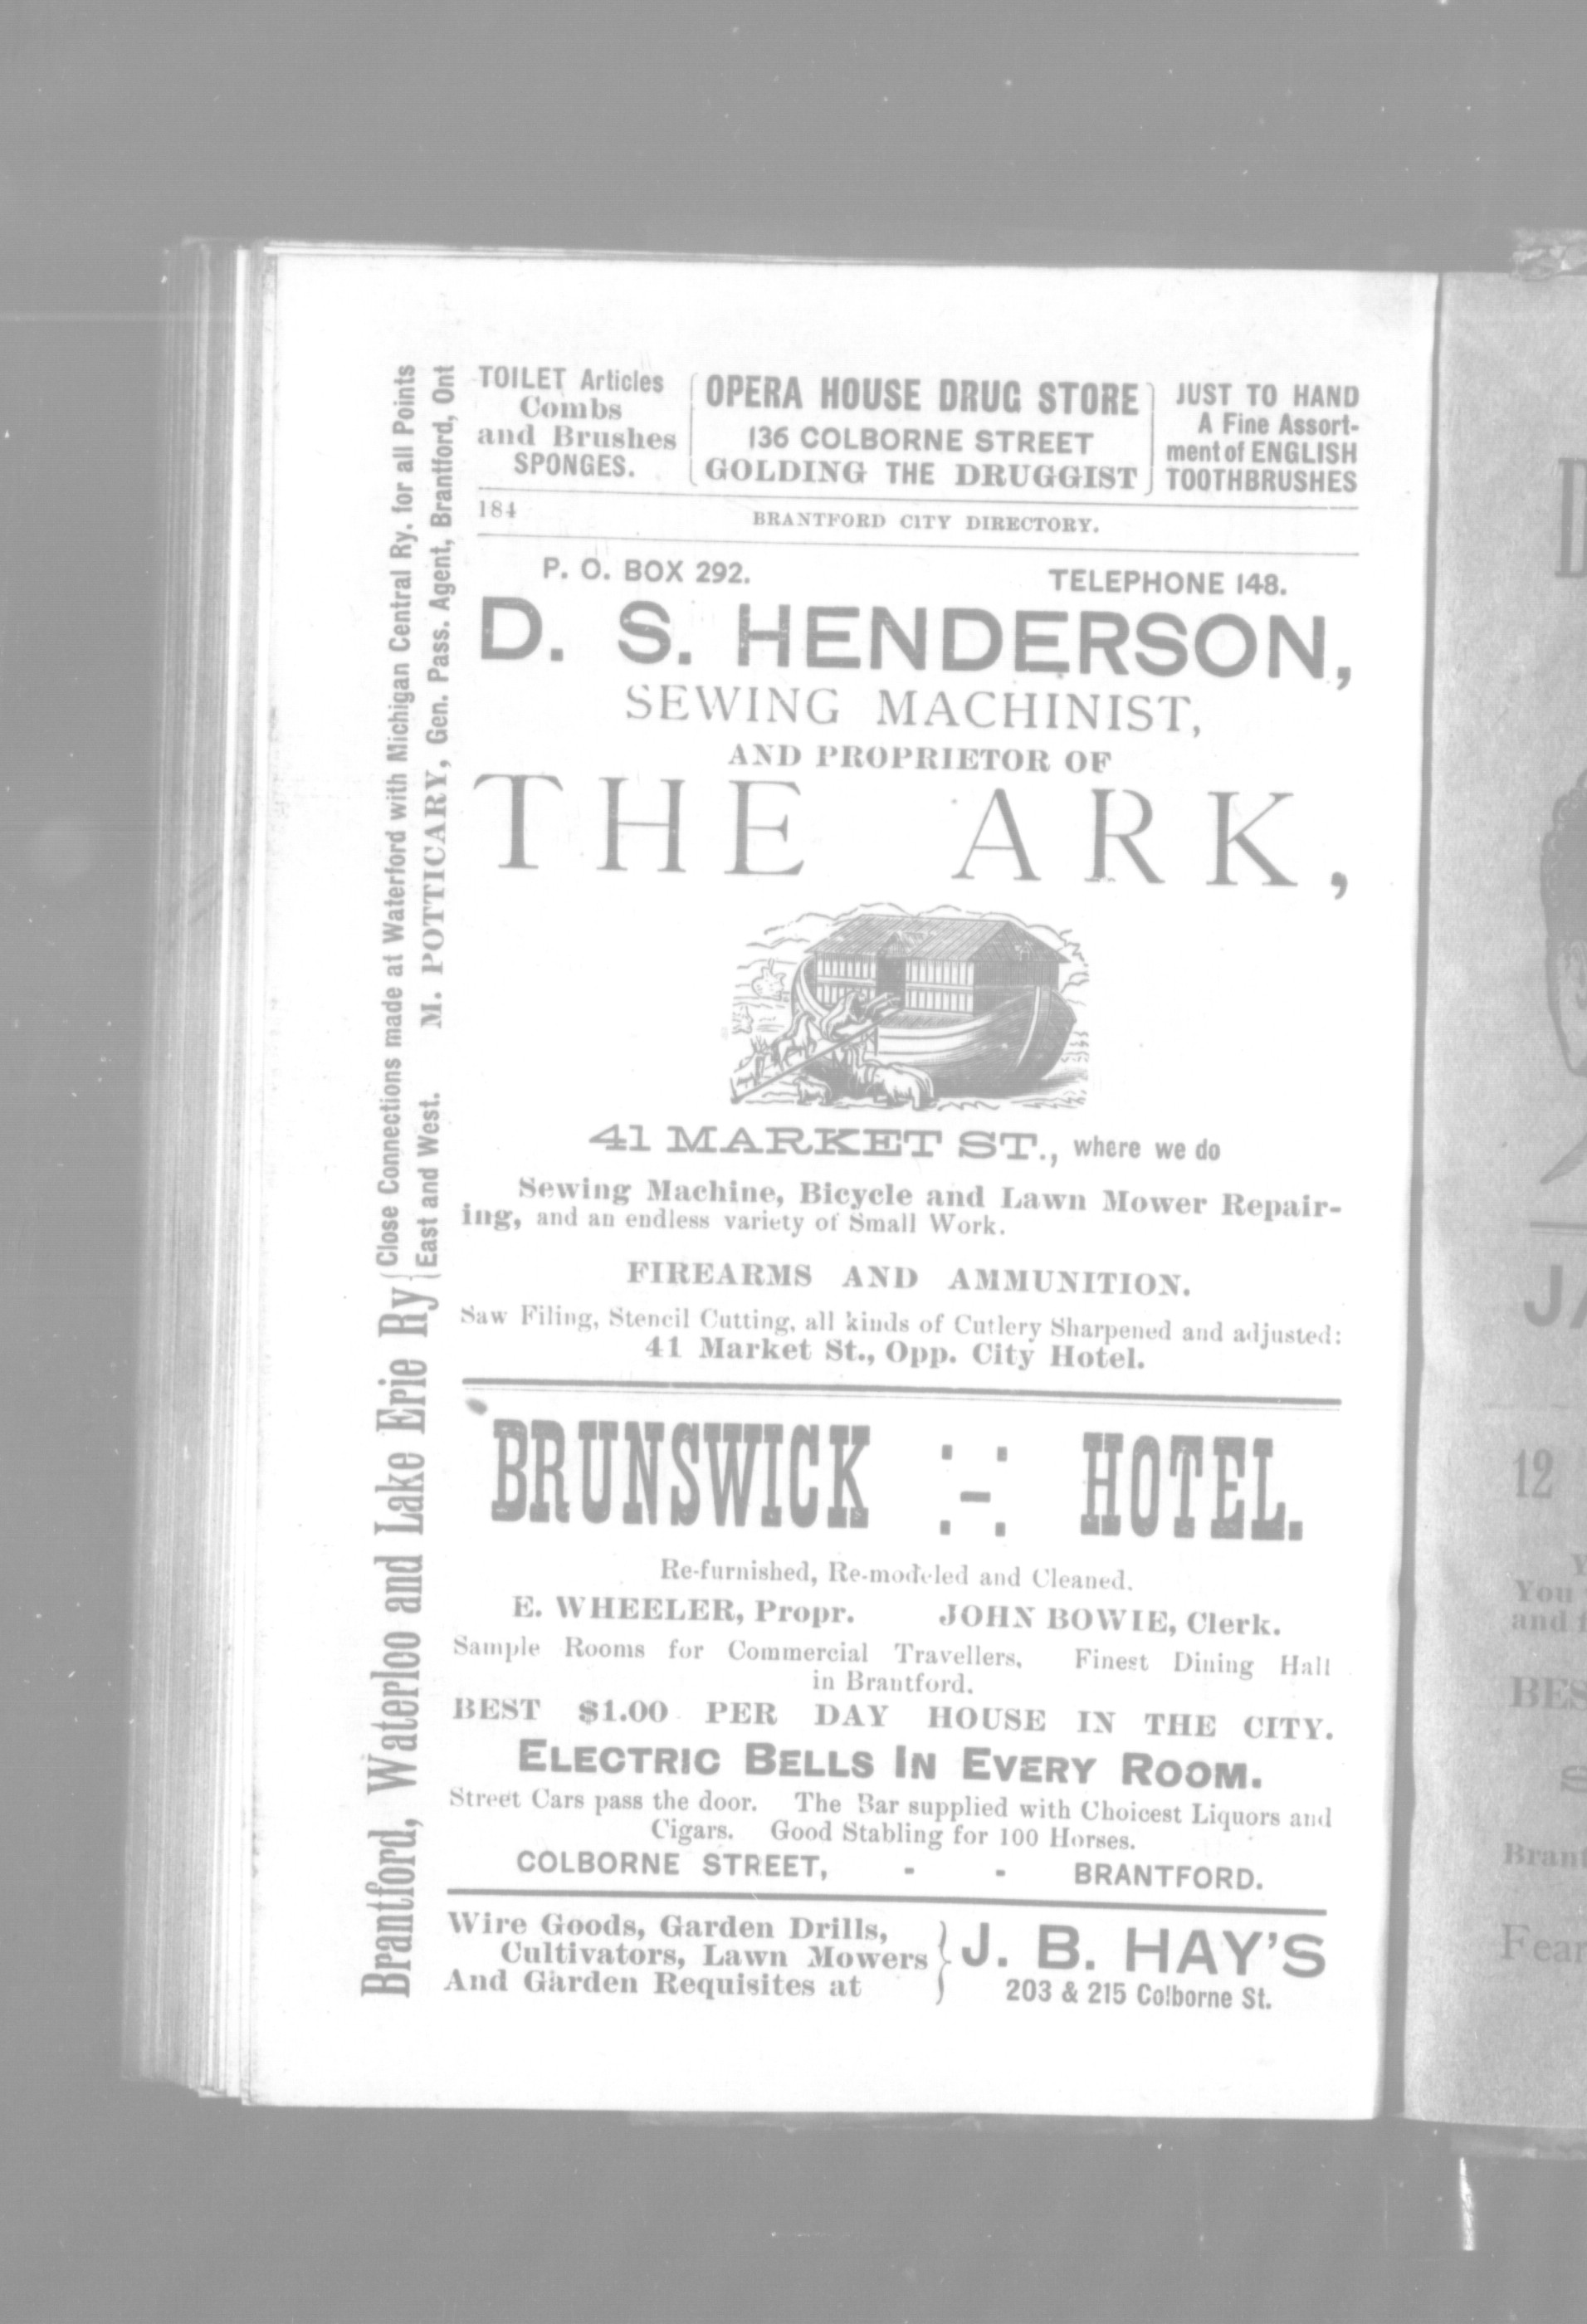 TOILET Articles
Combs
and Brushes
SPONGES.
OPERA HOUSE DRUG STORE
136 COLBORNE STREET
GOLDING THE DRUGGIST
JUST TO HAND
A Fine Assort-
ment of ENGLISH
TOOTHBRUSHES
184
BRANTFORD CITY DIRECTORY.
P. O. BOX 292.
TELEPHONE 148.
D. S. HENDERSON,
SEWING MACHINIST,
AND PROPRIETOR OF
THE ARK,
41 MARKET ST., where we do
Sewing Machine, Bicycle and Lawn Mower Repair-
ing, and an endless variety of Small Work.
FIREARMS AND AMMUNITION.
Saw Filing, Stencil Cutting, all kinds of Cutlery Sharpened and adjusted:
41 Market St., Opp. City Hotel.
BRUNSWICK :-: HOTEL.
Re-furnished, Re-modeled and Cleaned.
E. WHEELER, Propr. JOHN BOWIE, Clerk.
Sample Rooms for Commercial Travellers, Finest Dining Hall
in Brantford.
BEST $1.00 PER DAY HOUSE IN THE CITY.
ELECTRIC BELLS IN EVERY ROOM.
Street Cars pass the door. The Bar supplied with Choicest Liquors and
Cigars. Good Stabling for 100 Horses.
COLBORNE STREET, - - BRANTFORD.
Wire Goods, Garden Drills,
Cultivators, Lawn Mowers
And Garden Requisites at
J. B. HAY'S
203 & 215 Colborne St.
Brantford, Waterloo and Lake Erie Ry
Close Connections made at Waterford with Michigan Central Ry. for all Points
East and West. M. POTTICARY, Gen. Pass. Agent, Brantford, Ont
JA
12
You
and f
BES
S
Brant
Fear